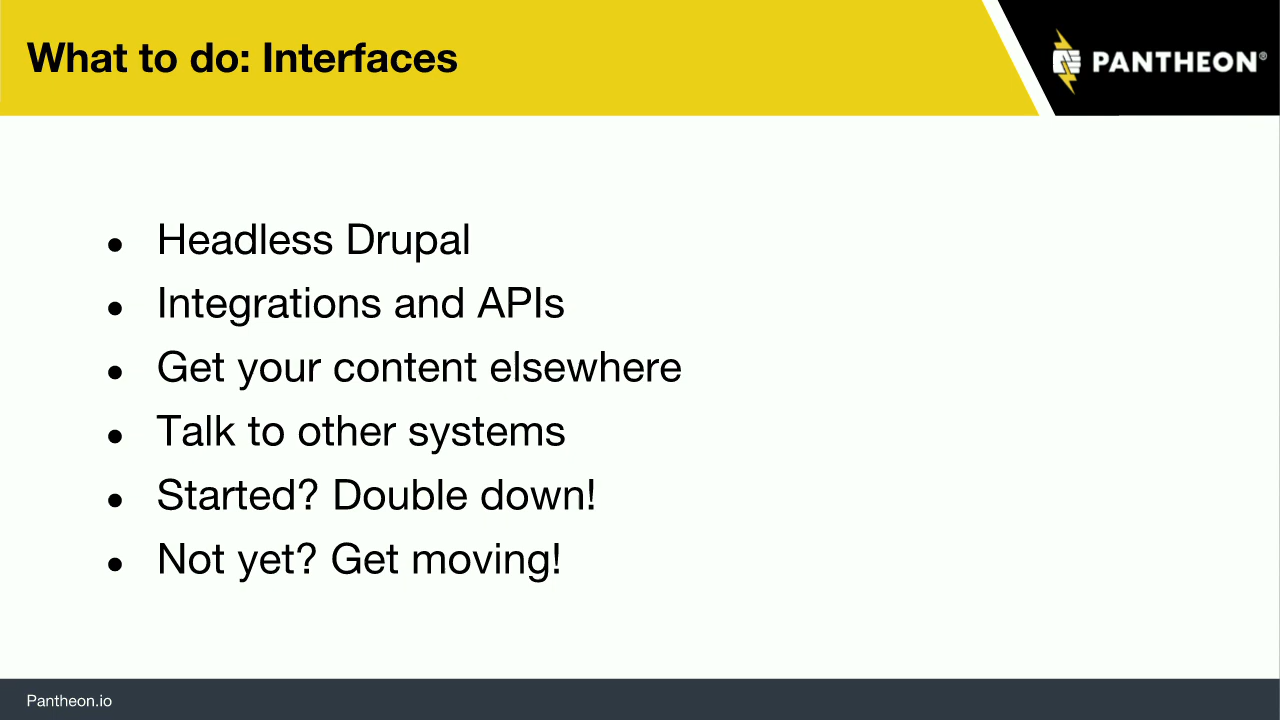 What to do: Interfaces
PANTHEON®
● Headless Drupal
● Integrations and APIs
● Get your content elsewhere
● Talk to other systems
● Started? Double down!
● Not yet? Get moving!
Pantheon.io